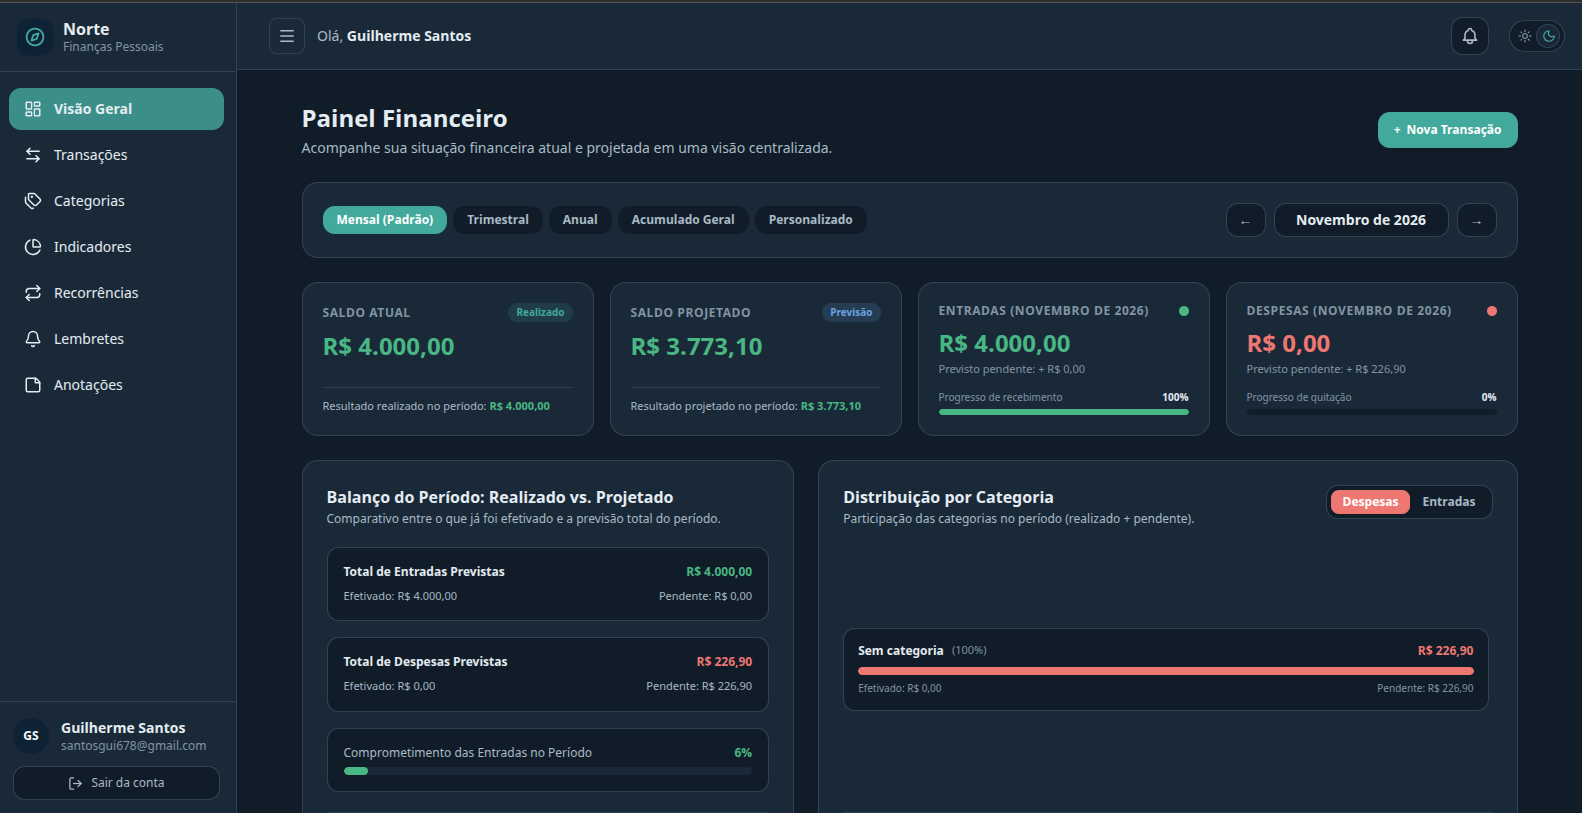 Norte
Finanças Pessoais
Olá, Guilherme Santos
Visão Geral
Transações
Categorias
Indicadores
Recorrências
Lembretes
Anotações
GS
Guilherme Santos
santosgui678@gmail.com
Sair da conta
Painel Financeiro
Acompanhe sua situação financeira atual e projetada em uma visão centralizada.
+ Nova Transação
Mensal (Padrão) Trimestral Anual Acumulado Geral Personalizado
← Novembro de 2026 →
SALDO ATUAL Realizado
R$ 4.000,00
Resultado realizado no período: R$ 4.000,00
SALDO PROJETADO Previsão
R$ 3.773,10
Resultado projetado no período: R$ 3.773,10
ENTRADAS (NOVEMBRO DE 2026)
R$ 4.000,00
Previsto pendente: + R$ 0,00
Progresso de recebimento 100%
DESPESAS (NOVEMBRO DE 2026)
R$ 0,00
Previsto pendente: + R$ 226,90
Progresso de quitação 0%
Balanço do Período: Realizado vs. Projetado
Comparativo entre o que já foi efetivado e a previsão total do período.
Total de Entradas Previstas R$ 4.000,00
Efetivado: R$ 4.000,00 Pendente: R$ 0,00
Total de Despesas Previstas R$ 226,90
Efetivado: R$ 0,00 Pendente: R$ 226,90
Comprometimento das Entradas no Período 6%
Distribuição por Categoria
Participação das categorias no período (realizado + pendente).
Despesas Entradas
Sem categoria (100%) R$ 226,90
Efetivado: R$ 0,00 Pendente: R$ 226,90